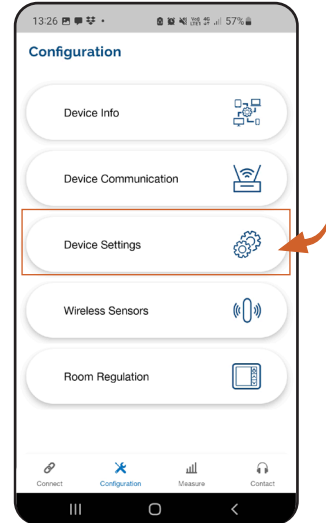 13:26 57%
Configuration
Device Info
Device Communication
Device Settings
Wireless Sensors
Room Regulation
Connect Configuration Measure Contact